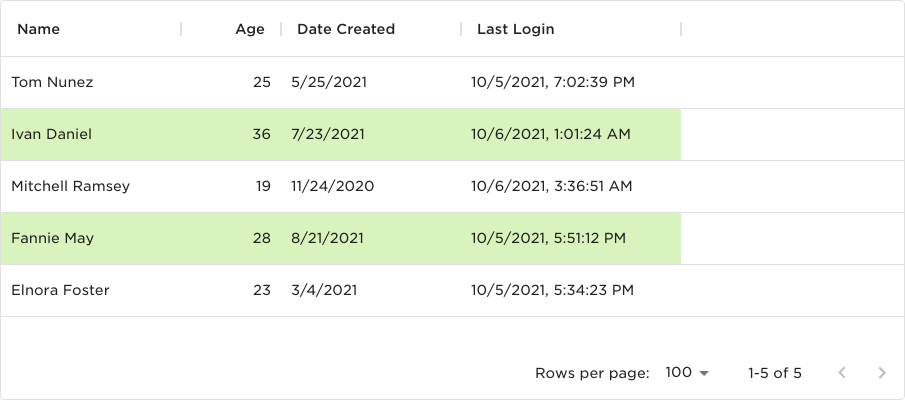 Name Age Date Created Last Login
Tom Nunez 25 5/25/2021 10/5/2021, 7:02:39 PM
Ivan Daniel 36 7/23/2021 10/6/2021, 1:01:24 AM
Mitchell Ramsey 19 11/24/2020 10/6/2021, 3:36:51 AM
Fannie May 28 8/21/2021 10/5/2021, 5:51:12 PM
Elnora Foster 23 3/4/2021 10/5/2021, 5:34:23 PM
Rows per page: 100 1-5 of 5